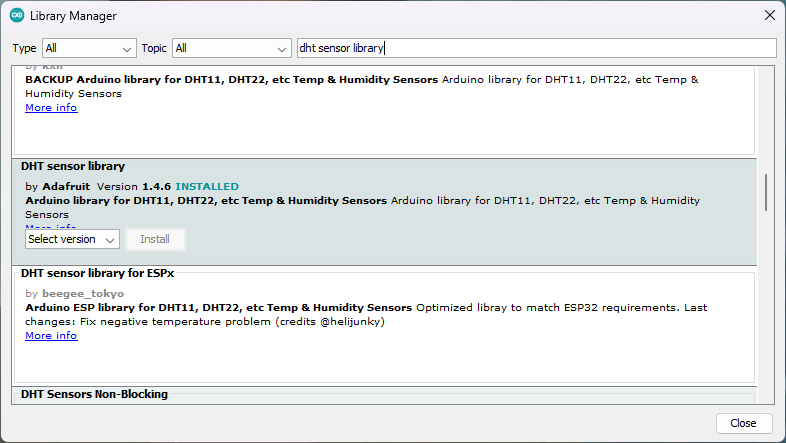 Library Manager
Type All Topic All dht sensor library
by kxn
BACKUP Arduino library for DHT11, DHT22, etc Temp & Humidity Sensors Arduino library for DHT11, DHT22, etc Temp &
Humidity Sensors
More info
DHT sensor library
by Adafruit Version 1.4.6 INSTALLED
Arduino library for DHT11, DHT22, etc Temp & Humidity Sensors Arduino library for DHT11, DHT22, etc Temp & Humidity
Sensors
More info
Select version Install
DHT sensor library for ESPx
by beegee_tokyo
Arduino ESP library for DHT11, DHT22, etc Temp & Humidity Sensors Optimized libray to match ESP32 requirements. Last
changes: Fix negative temperature problem (credits @helijunky)
More info
DHT Sensors Non-Blocking
Close